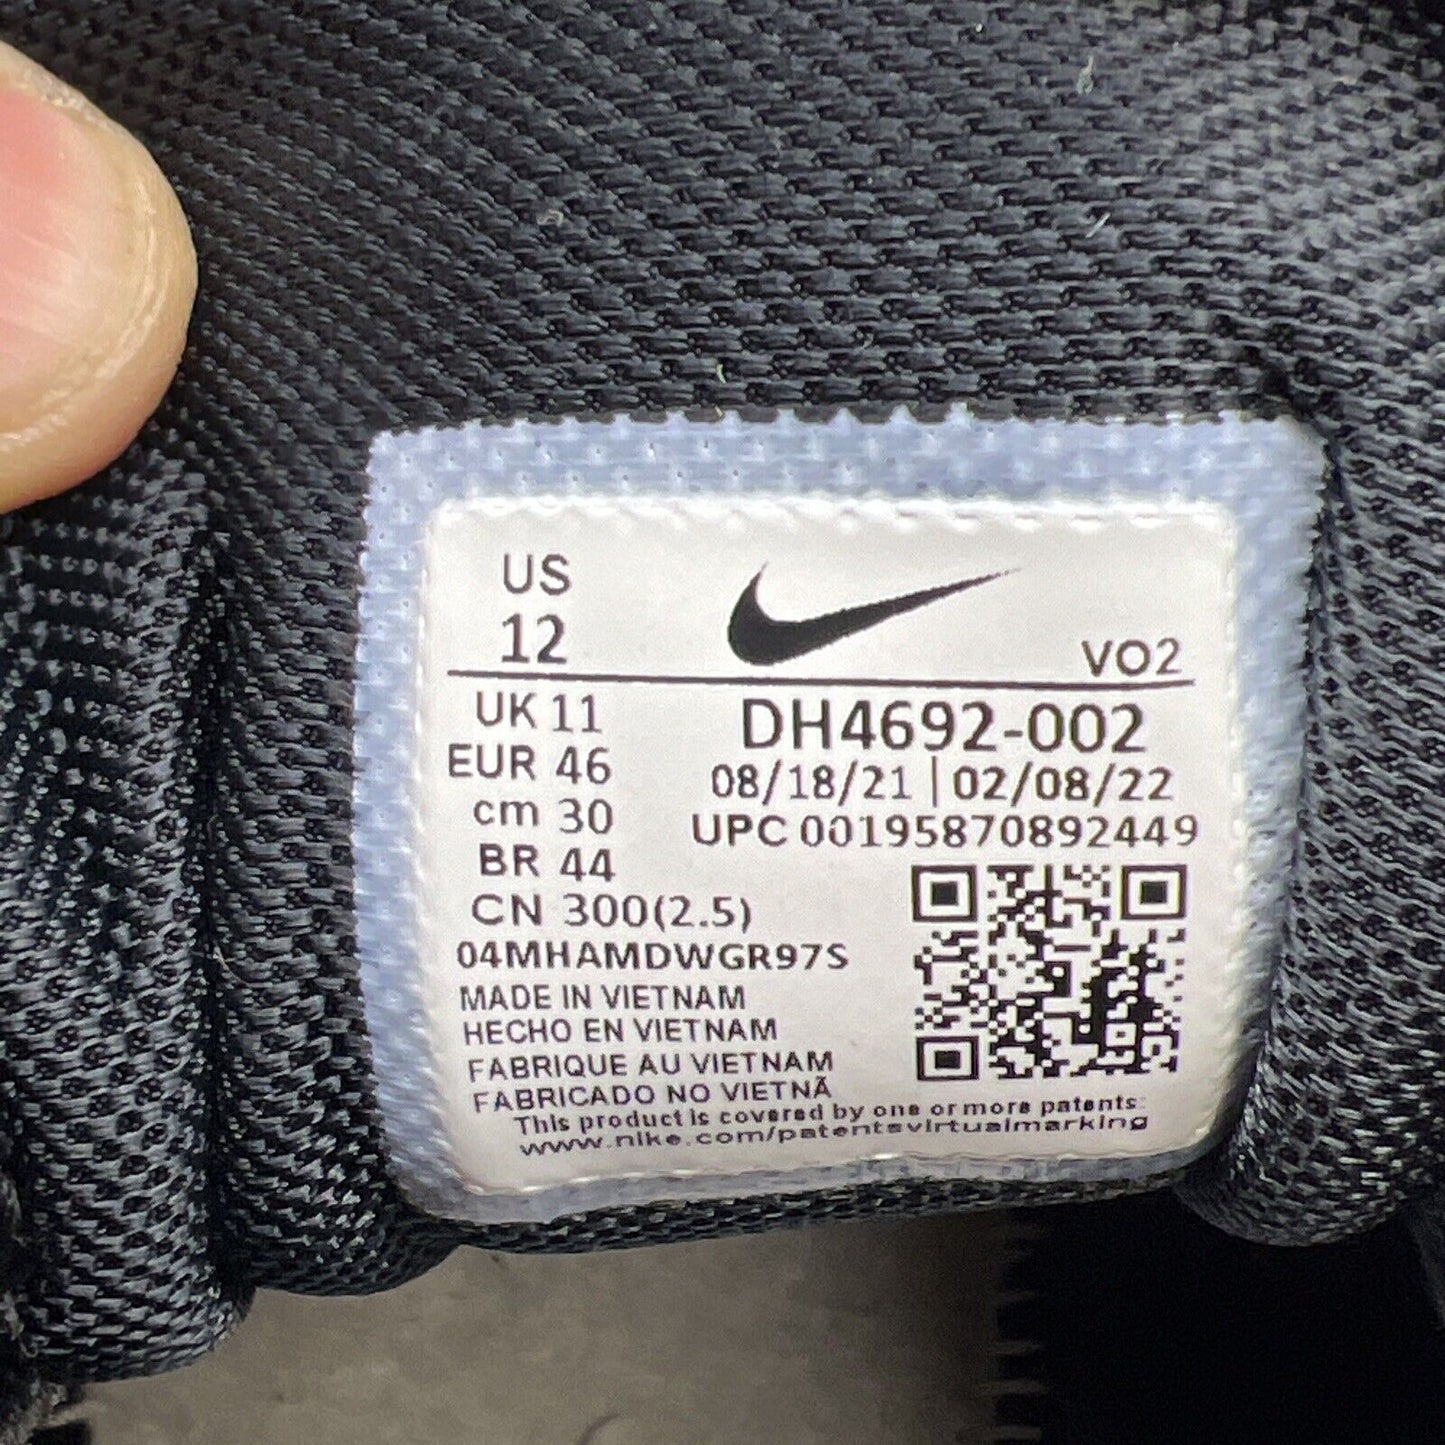 US
12
VO2
UK 11
EUR 46
cm 30
BR 44
CN 300(2.5)
DH4692-002
08/18/21 | 02/08/22
UPC 00195870892449
04MHAMDWGR97S
MADE IN VIETNAM
HECHO EN VIETNAM
FABRIQUE AU VIETNAM
FABRICADO NO VIETNÃ
This product is covered by one or more patents:
www.nike.com/patentsvirtualmarking